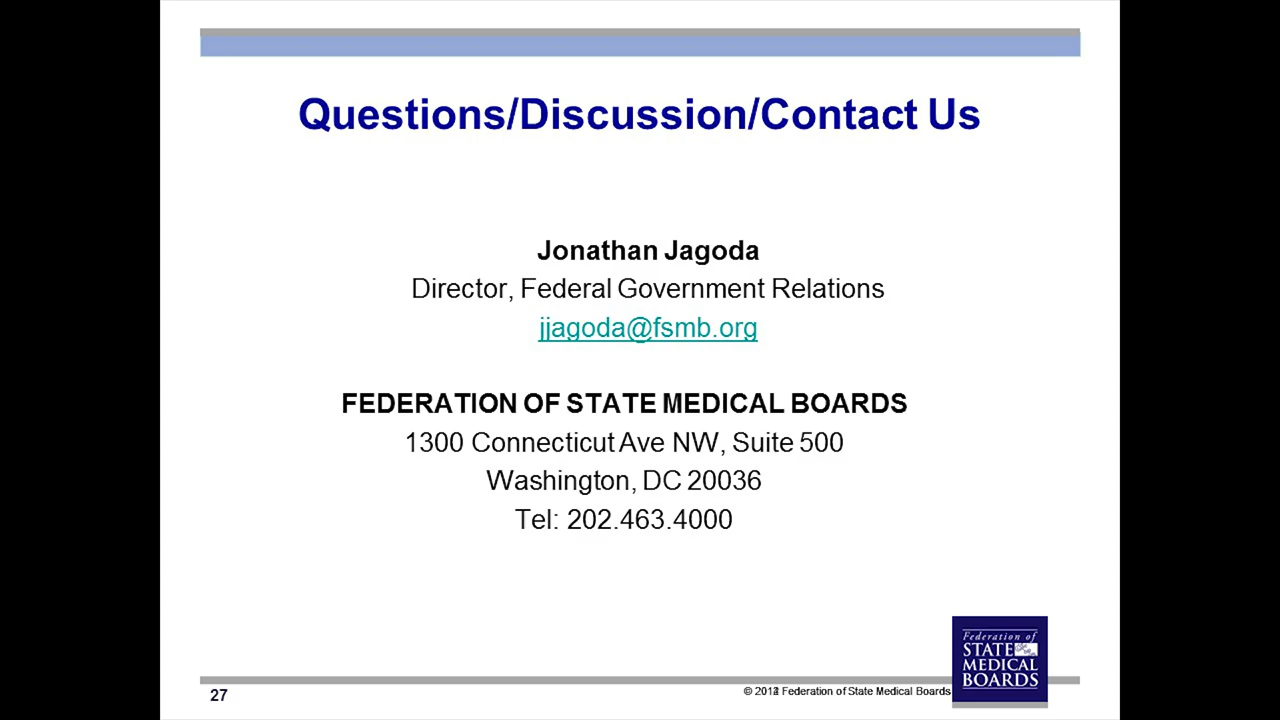 Questions/Discussion/Contact Us
Jonathan Jagoda
Director, Federal Government Relations
jjagoda@fsmb.org
FEDERATION OF STATE MEDICAL BOARDS
1300 Connecticut Ave NW, Suite 500
Washington, DC 20036
Tel: 202.463.4000
27
© Federation of State Medical Boards
Federation of
STATE
MEDICAL
BOARDS